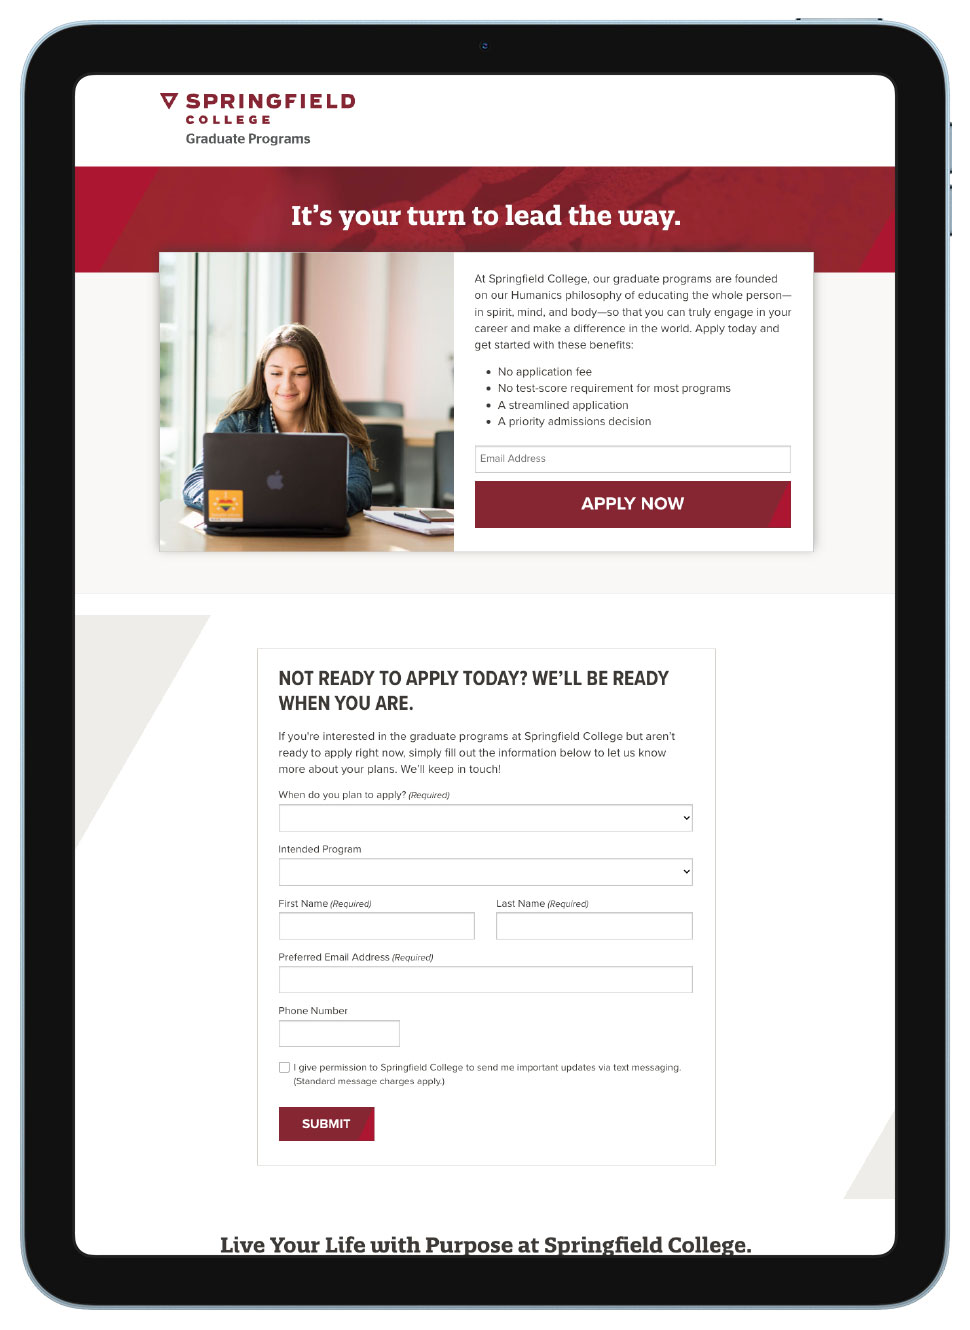 SPRINGFIELD
COLLEGE
Graduate Programs
It's your turn to lead the way.
At Springfield College, our graduate programs are founded
on our Humanics philosophy of educating the whole person—
in spirit, mind, and body—so that you can truly engage in your
career and make a difference in the world. Apply today and
get started with these benefits:
• No application fee
• No test-score requirement for most programs
• A streamlined application
• A priority admissions decision
Email Address
APPLY NOW
NOT READY TO APPLY TODAY? WE'LL BE READY
WHEN YOU ARE.
If you're interested in the graduate programs at Springfield College but aren't
ready to apply right now, simply fill out the information below to let us know
more about your plans. We'll keep in touch!
When do you plan to apply? (Required)
Intended Program
First Name (Required)
Last Name (Required)
Preferred Email Address (Required)
Phone Number
I give permission to Springfield College to send me important updates via text messaging.
(Standard message charges apply.)
SUBMIT
Live Your Life with Purpose at Springfield College.